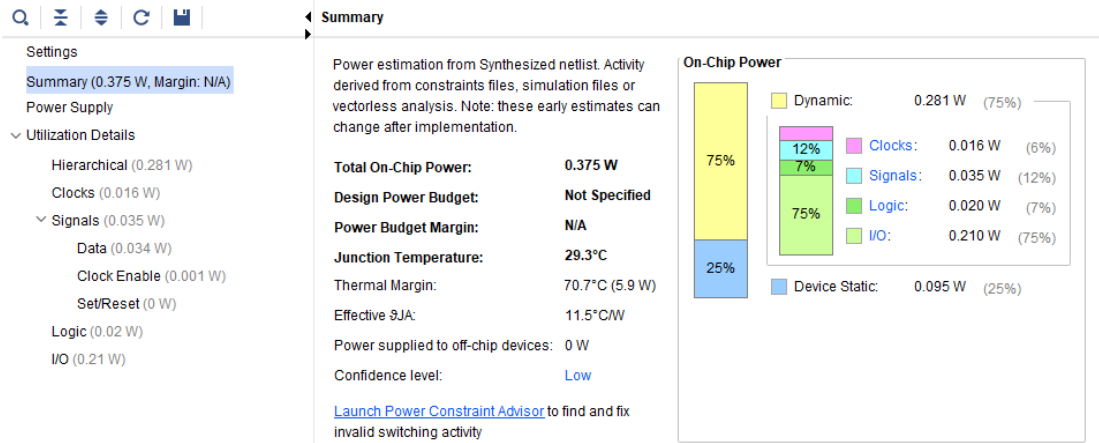 Settings
Summary (0.375 W, Margin: N/A)
Power Supply
Utilization Details
Hierarchical (0.281 W)
Clocks (0.016 W)
Signals (0.035 W)
Data (0.034 W)
Clock Enable (0.001 W)
Set/Reset (0 W)
Logic (0.02 W)
I/O (0.21 W)
Summary
Power estimation from Synthesized netlist. Activity
derived from constraints files, simulation files or
vectorless analysis. Note: these early estimates can
change after implementation.
Total On-Chip Power: 0.375 W
Design Power Budget: Not Specified
Power Budget Margin: N/A
Junction Temperature: 29.3°C
Thermal Margin: 70.7°C (5.9 W)
Effective ϑJA: 11.5°C/W
Power supplied to off-chip devices: 0 W
Confidence level: Low
Launch Power Constraint Advisor to find and fix
invalid switching activity
On-Chip Power
75%
25%
Dynamic: 0.281 W (75%)
12%
7%
75%
Clocks: 0.016 W (6%)
Signals: 0.035 W (12%)
Logic: 0.020 W (7%)
I/O: 0.210 W (75%)
Device Static: 0.095 W (25%)